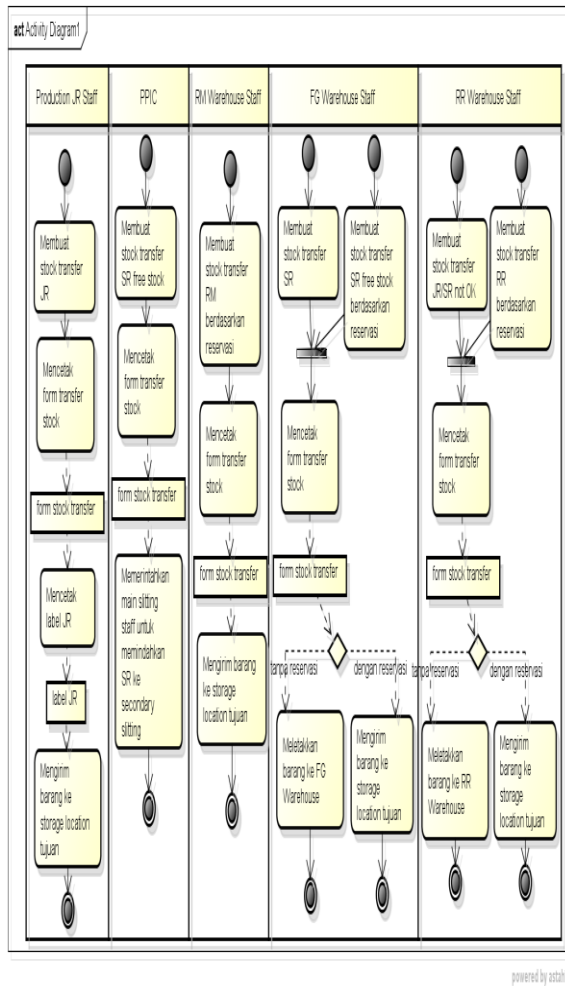 act Activity Diagram1
Production JR Staff
PPIC
RM Warehouse Staff
FG Warehouse Staff
RR Warehouse Staff
Membuat
stock transfer
JR
Mencetak
form transfer
stock
form stock transfer
Mencetak
label JR
label JR
Mengirim
barang ke
storage location
tujuan
Membuat
stock transfer
SR free stock
Mencetak
form transfer
stock
form stock transfer
Memerintahkan
main slitting
staff untuk
memindahkan
SR ke
secondary
slitting
Membuat
stock transfer
RM
berdasarkan
reservasi
Mencetak
form transfer
stock
form stock transfer
Mengirim barang
ke storage
location tujuan
Membuat
stock transfer
SR
Membuat
stock transfer
SR free stock
berdasarkan
reservasi
Mencetak
form transfer
stock
form stock transfer
tanpa reservasi
dengan reservasi
Meletakkan
barang ke FG
Warehouse
Mengirim
barang ke
storage
location tujuan
Membuat
stock transfer
JR/SR not OK
Membuat
stock transfer
RR
berdasarkan
reservasi
Mencetak
form transfer
stock
form stock transfer
tanpa reservasi
dengan reservasi
Meletakkan
barang ke RR
Warehouse
Mengirim
barang ke
storage
location tujuan
powered by astah